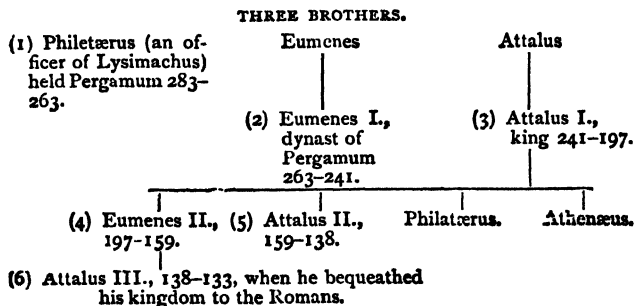 THREE BROTHERS.
(1) Philetærus (an of-
ficer of Lysimachus)
held Pergamum 283–
263.
Eumenes
Attalus
(2) Eumenes I.,
dynast of
Pergamum
263–241.
(3) Attalus I.,
king 241–197.
(4) Eumenes II.,
197–159.
(5) Attalus II.,
159–138.
Philatærus.
Athenæus.
(6) Attalus III., 138–133, when he bequeathed
his kingdom to the Romans.